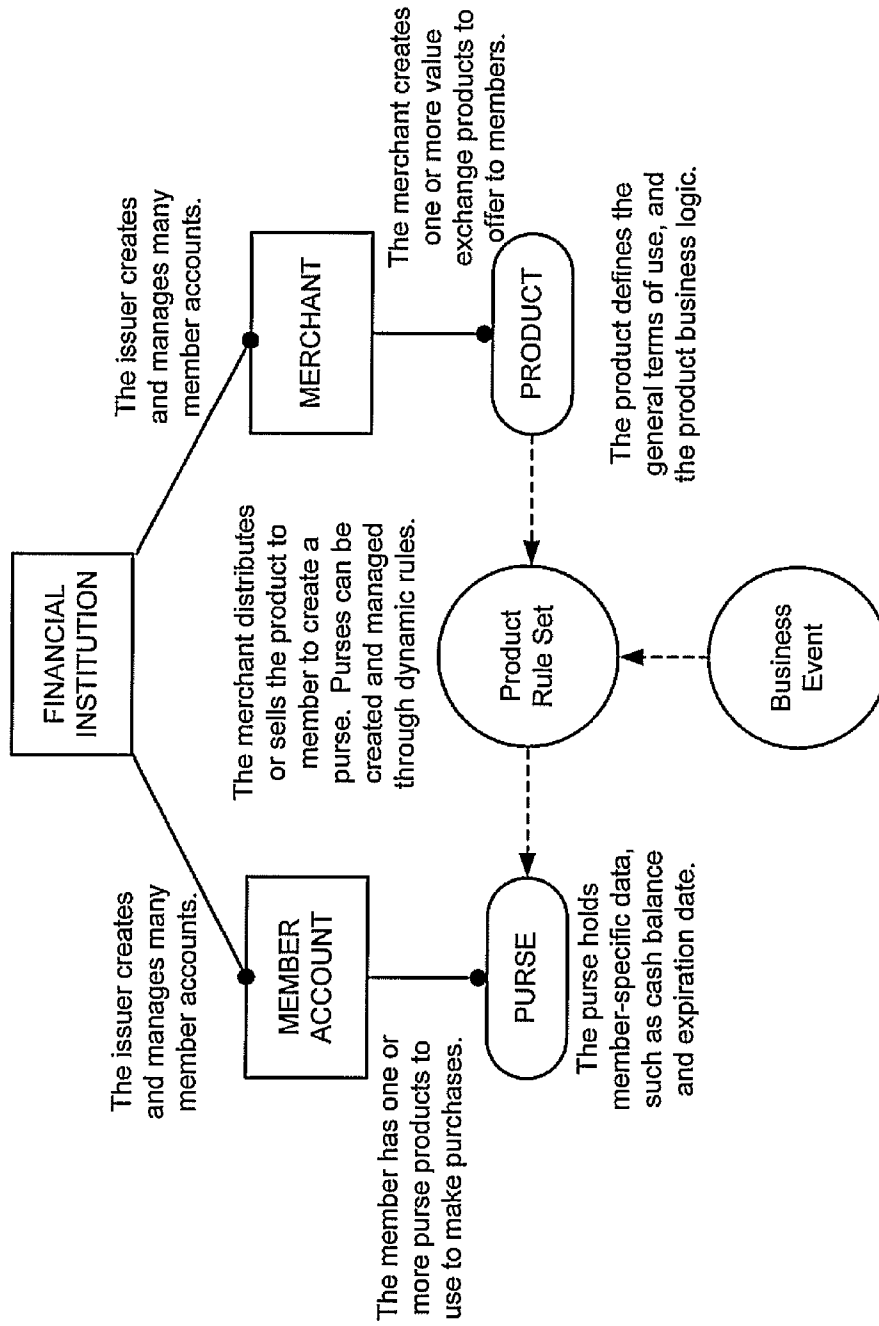 FINANCIAL
INSTITUTION
The issuer creates
and manages many
member accounts.
The issuer creates
and manages many
member accounts.
MEMBER
ACCOUNT
The merchant distributes
or sells the product to
member to create a
purse. Purses can be
created and managed
through dynamic rules.
MERCHANT
The member has one or
more purse products to
use to make purchases.
The merchant creates
one or more value
exchange products to
offer to members.
PURSE
Product
Rule Set
PRODUCT
The purse holds
member-specific data,
such as cash balance
and expiration date.
Business
Event
The product defines the
general terms of use, and
the product business logic.